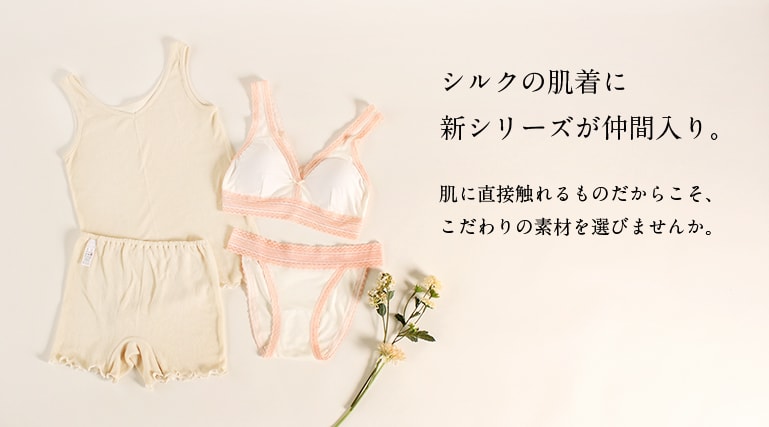 シルクの肌着に
新シリーズが仲間入り。
肌に直接触れるものだからこそ、
こだわりの素材を選びませんか。